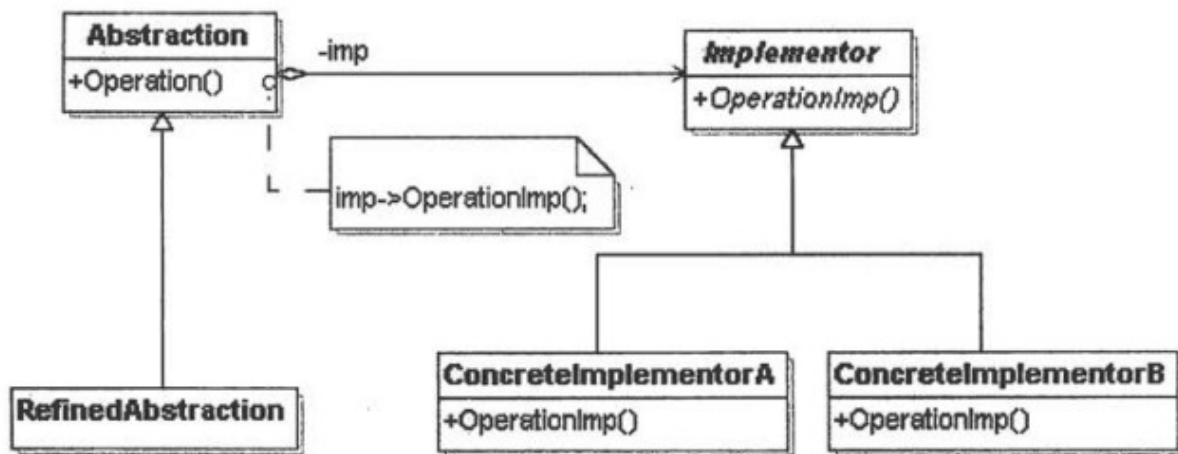 Abstraction
+Operation()
-imp
Implementor
+OperationImp()
imp->OperationImp();
RefinedAbstraction
ConcreteImplementorA
+OperationImp()
ConcreteImplementorB
+OperationImp()